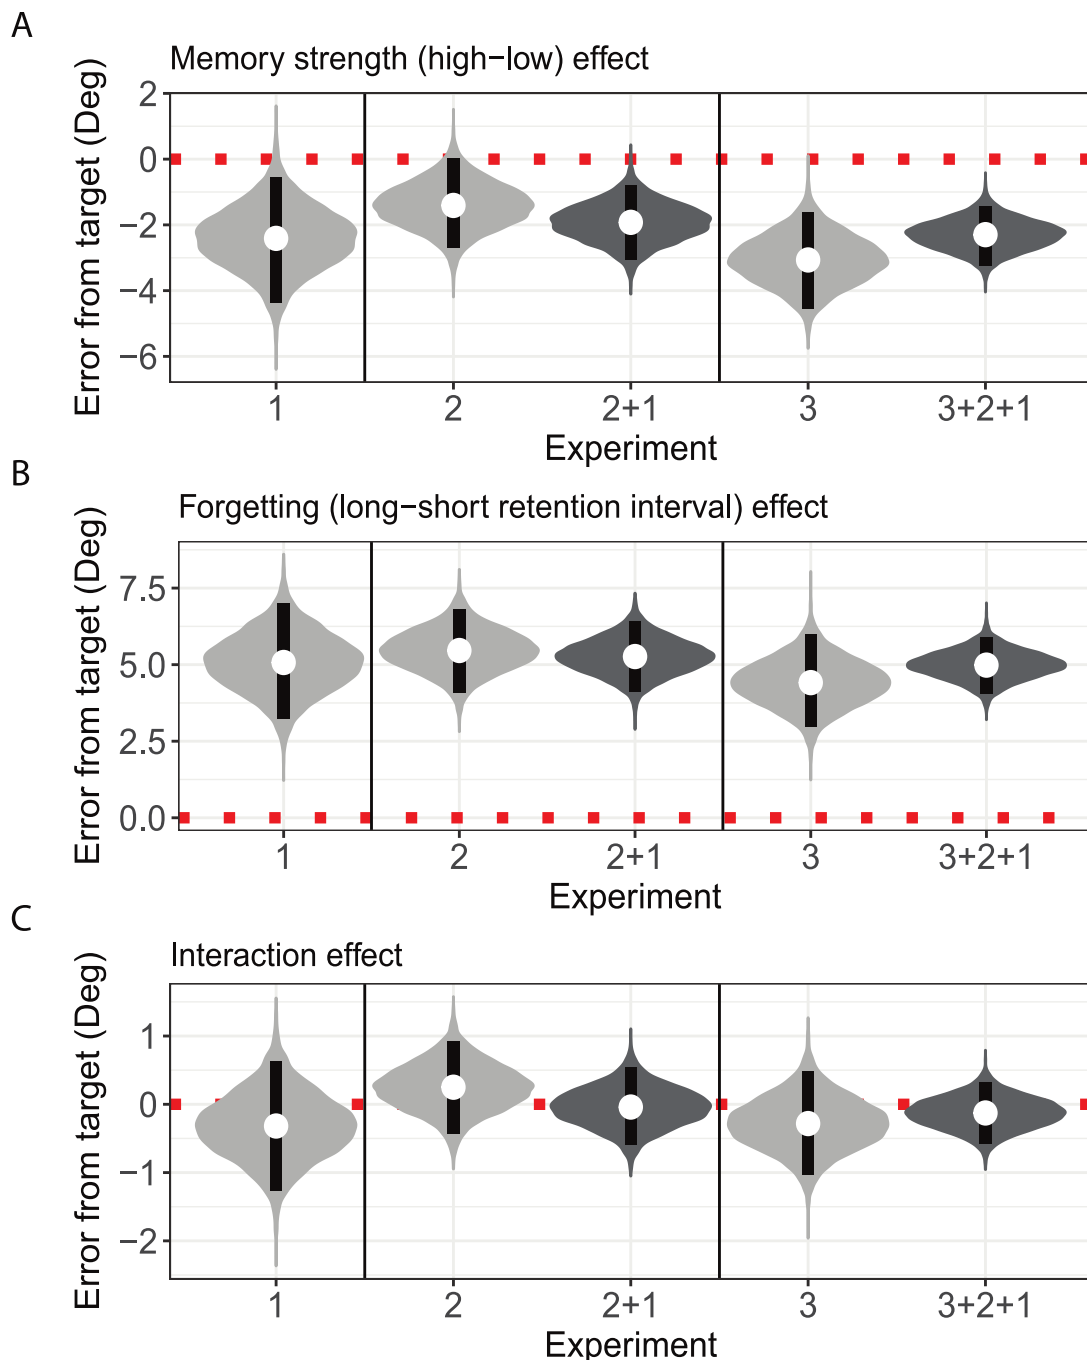 A
Memory strength (high−low) effect
Error from target (Deg)
2
0
−2
−4
−6
1 2 2+1 3 3+2+1
Experiment
B
Forgetting (long−short retention interval) effect
Error from target (Deg)
7.5
5.0
2.5
0.0
1 2 2+1 3 3+2+1
Experiment
C
Interaction effect
Error from target (Deg)
1
0
−1
−2
1 2 2+1 3 3+2+1
Experiment